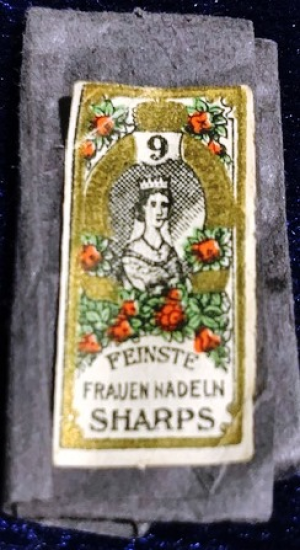 9
FEINSTE
FRAUEN NADELN
SHARPS